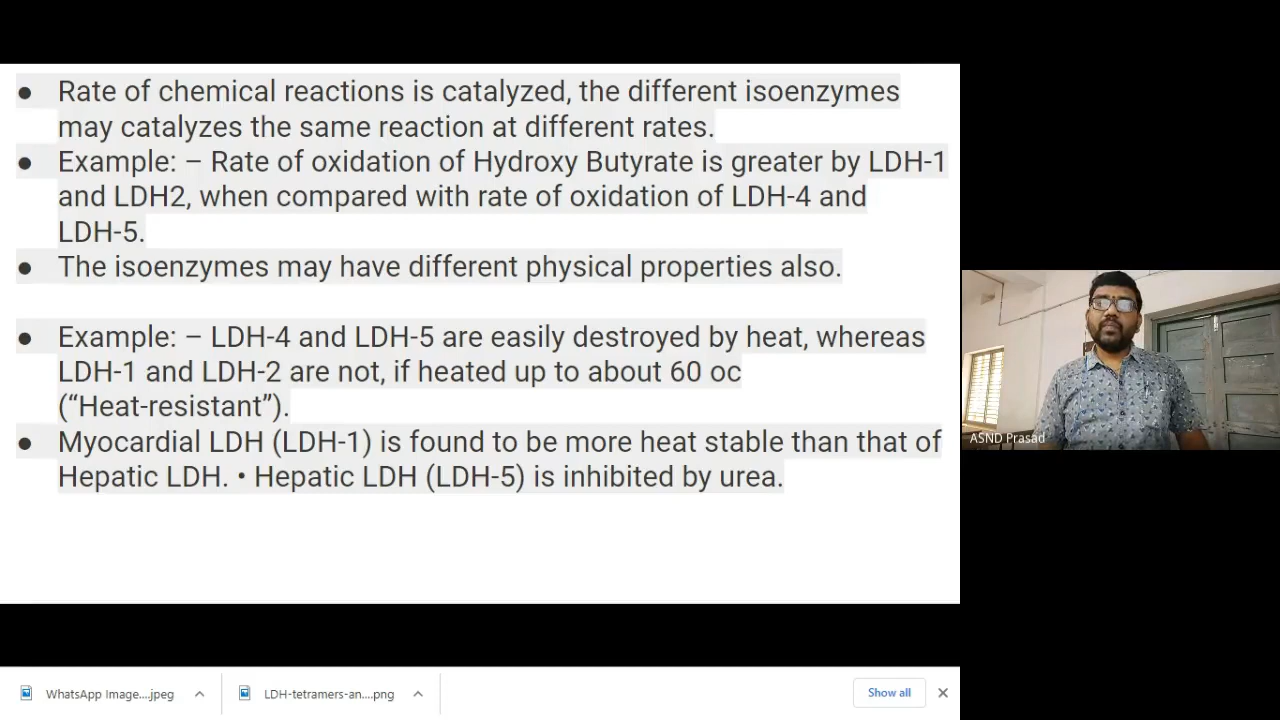 ● Rate of chemical reactions is catalyzed, the different isoenzymes
may catalyzes the same reaction at different rates.
● Example: – Rate of oxidation of Hydroxy Butyrate is greater by LDH-1
and LDH2, when compared with rate of oxidation of LDH-4 and
LDH-5.
● The isoenzymes may have different physical properties also.
● Example: – LDH-4 and LDH-5 are easily destroyed by heat, whereas
LDH-1 and LDH-2 are not, if heated up to about 60 oc
(“Heat-resistant”).
● Myocardial LDH (LDH-1) is found to be more heat stable than that of
Hepatic LDH. • Hepatic LDH (LDH-5) is inhibited by urea.
ASND Prasad
WhatsApp Image....jpeg
LDH-tetramers-an....png
Show all